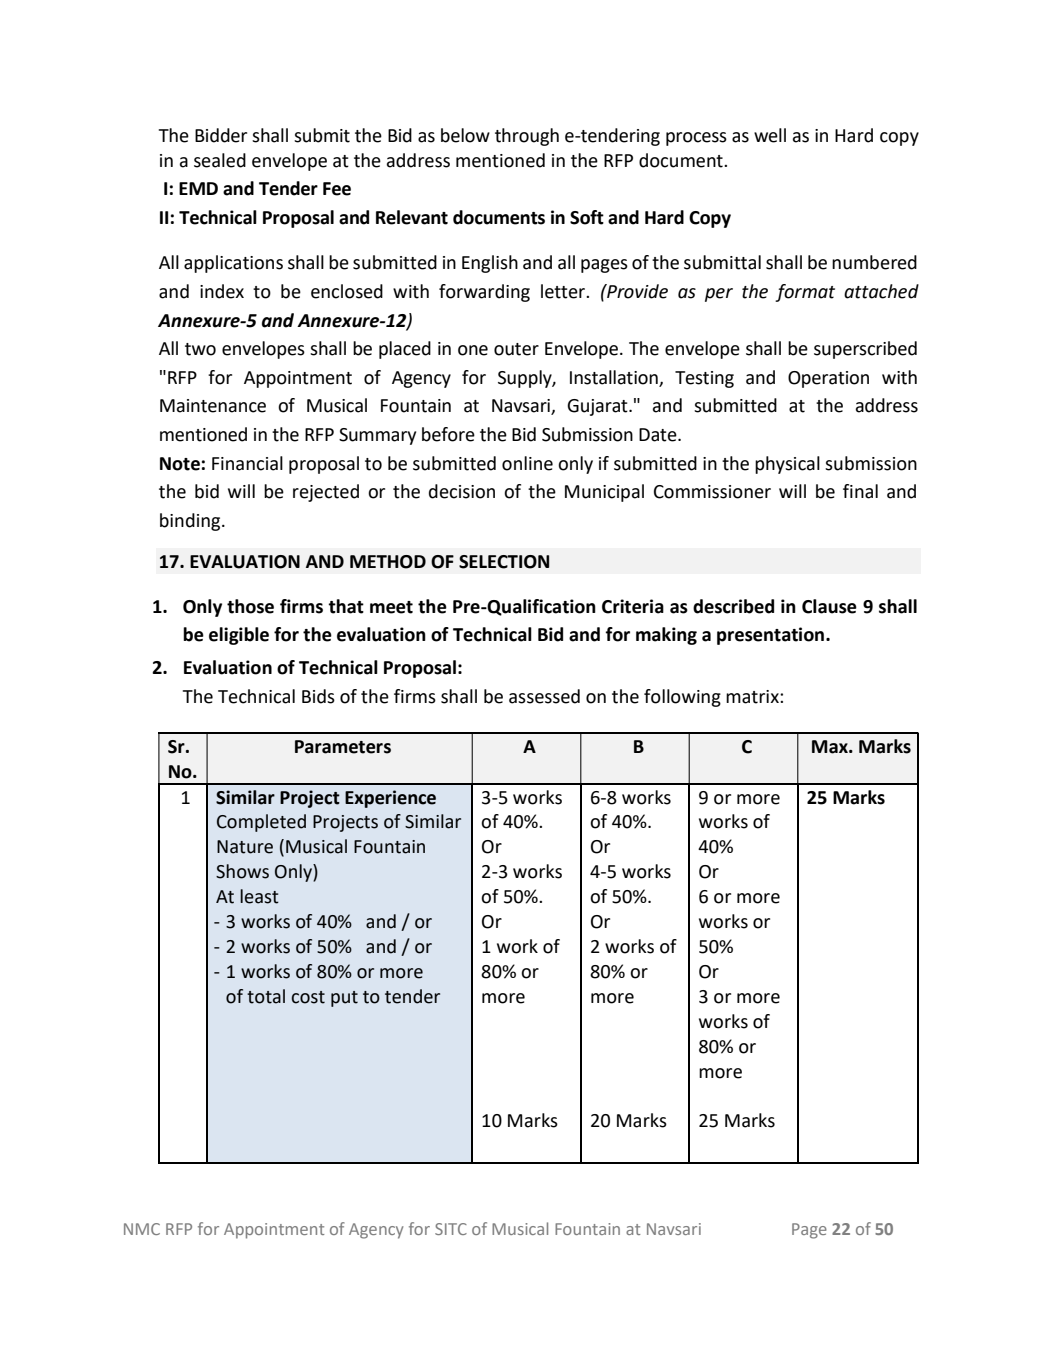 The Bidder shall submit the Bid as below through e-tendering process as well as in Hard copy
in a sealed envelope at the address mentioned in the RFP document.
I: EMD and Tender Fee
II: Technical Proposal and Relevant documents in Soft and Hard Copy
All applications shall be submitted in English and all pages of the submittal shall be numbered
and index to be enclosed with forwarding letter. (Provide as per the format attached
Annexure-5 and Annexure-12)
All two envelopes shall be placed in one outer Envelope. The envelope shall be superscribed
"RFP for Appointment of Agency for Supply, Installation, Testing and Operation with
Maintenance of Musical Fountain at Navsari, Gujarat." and submitted at the address
mentioned in the RFP Summary before the Bid Submission Date.
Note: Financial proposal to be submitted online only if submitted in the physical submission
the bid will be rejected or the decision of the Municipal Commissioner will be final and
binding.
17. EVALUATION AND METHOD OF SELECTION
1. Only those firms that meet the Pre-Qualification Criteria as described in Clause 9 shall
be eligible for the evaluation of Technical Bid and for making a presentation.
2. Evaluation of Technical Proposal:
The Technical Bids of the firms shall be assessed on the following matrix:
Sr.
No.
Parameters
A
B
C
Max. Marks
1
Similar Project Experience
Completed Projects of Similar
Nature (Musical Fountain
Shows Only)
At least
- 3 works of 40% and / or
- 2 works of 50% and / or
- 1 works of 80% or more
of total cost put to tender
3-5 works
of 40%.
Or
2-3 works
of 50%.
Or
1 work of
80% or
more
10 Marks
6-8 works
of 40%.
Or
4-5 works
of 50%.
Or
2 works of
80% or
more
20 Marks
9 or more
works of
40%
Or
6 or more
works or
50%
Or
3 or more
works of
80% or
more
25 Marks
25 Marks
NMC RFP for Appointment of Agency for SITC of Musical Fountain at Navsari Page 22 of 50